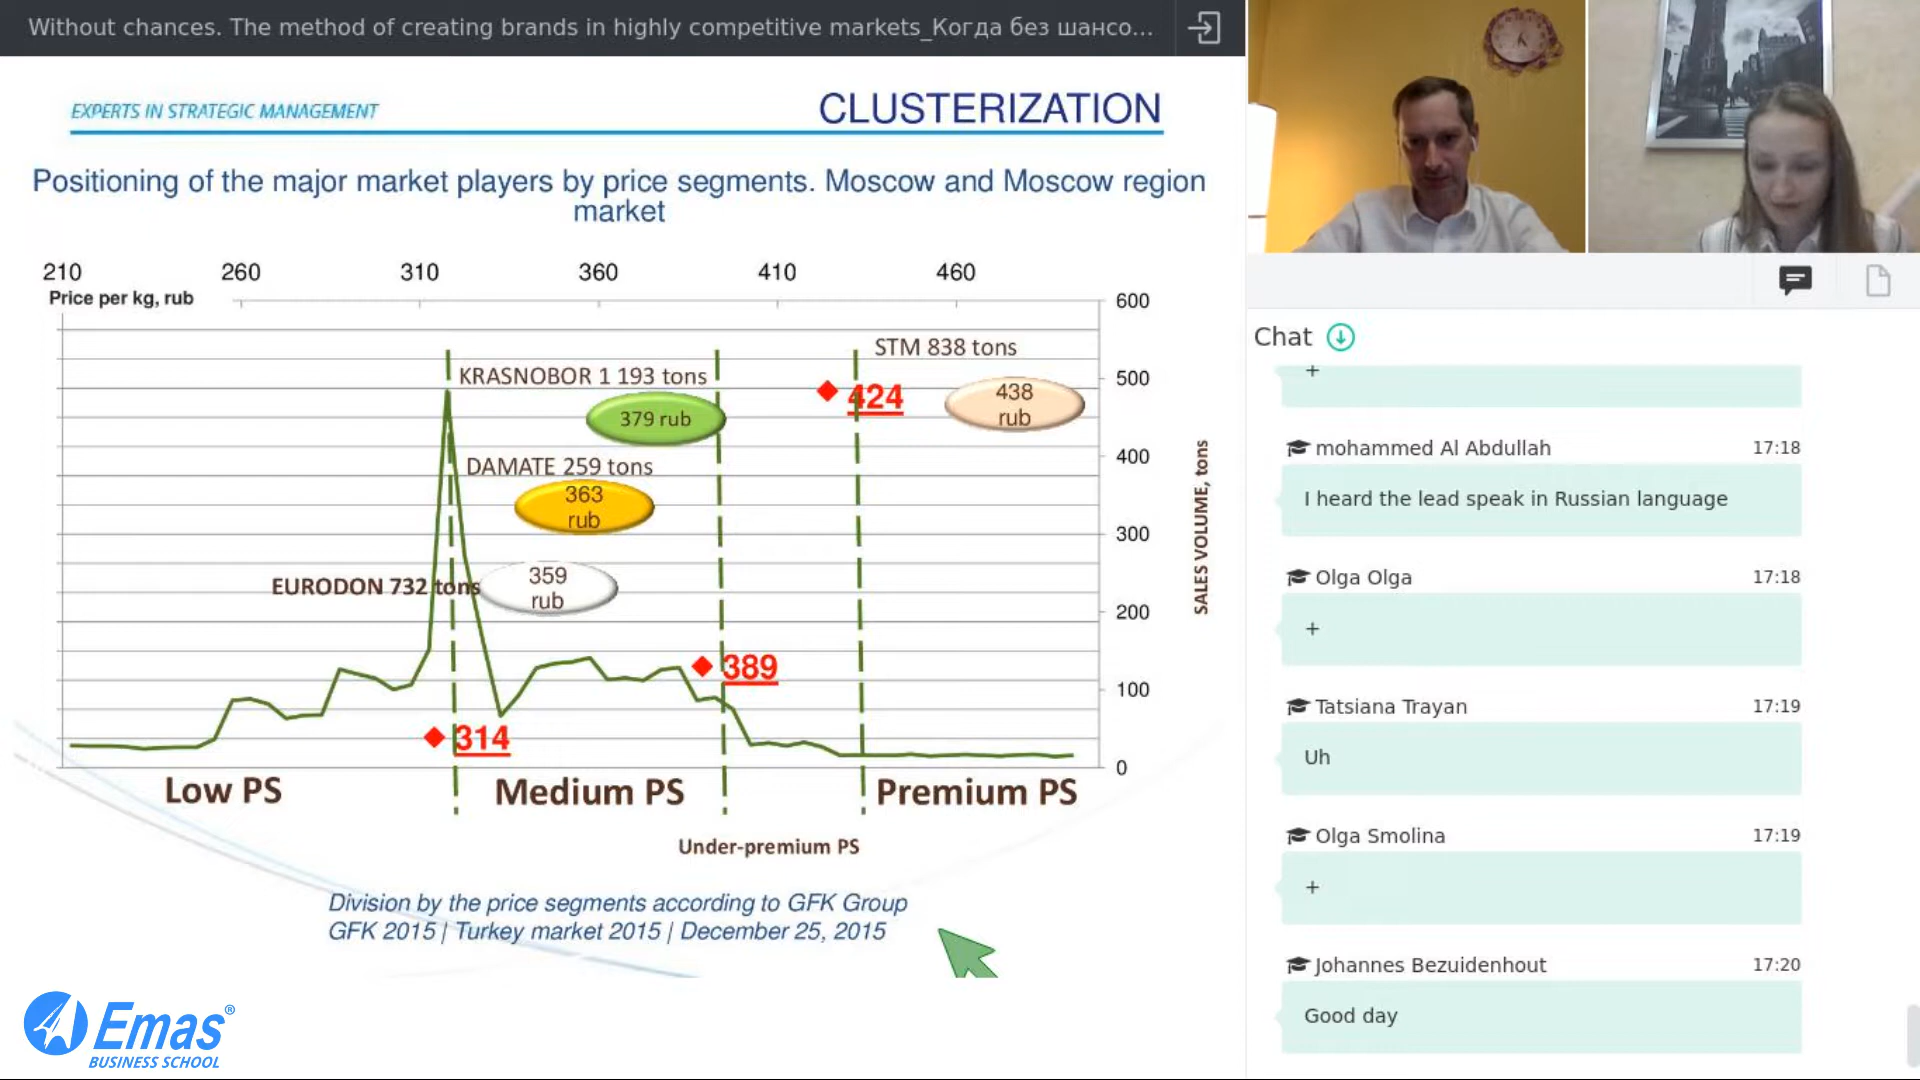 Without chances. The method of creating brands in highly competitive markets_Когда без шансо...
EXPERTS IN STRATEGIC MANAGEMENT
CLUSTERIZATION
Positioning of the major market players by price segments. Moscow and Moscow region
market
210 260 310 360 410 460
Price per kg, rub
600
500
400
300
200
100
0
SALES VOLUME, tons
STM 838 tons
438
rub
424
KRASNOBOR 1 193 tons
379 rub
DAMATE 259 tons
363
rub
EURODON 732 tons
359
rub
389
314
Low PS
Medium PS
Premium PS
Under-premium PS
Division by the price segments according to GFK Group
GFK 2015 | Turkey market 2015 | December 25, 2015
Emas®
BUSINESS SCHOOL
Chat
+
mohammed Al Abdullah 17:18
I heard the lead speak in Russian language
Olga Olga 17:18
+
Tatsiana Trayan 17:19
Uh
Olga Smolina 17:19
+
Johannes Bezuidenhout 17:20
Good day